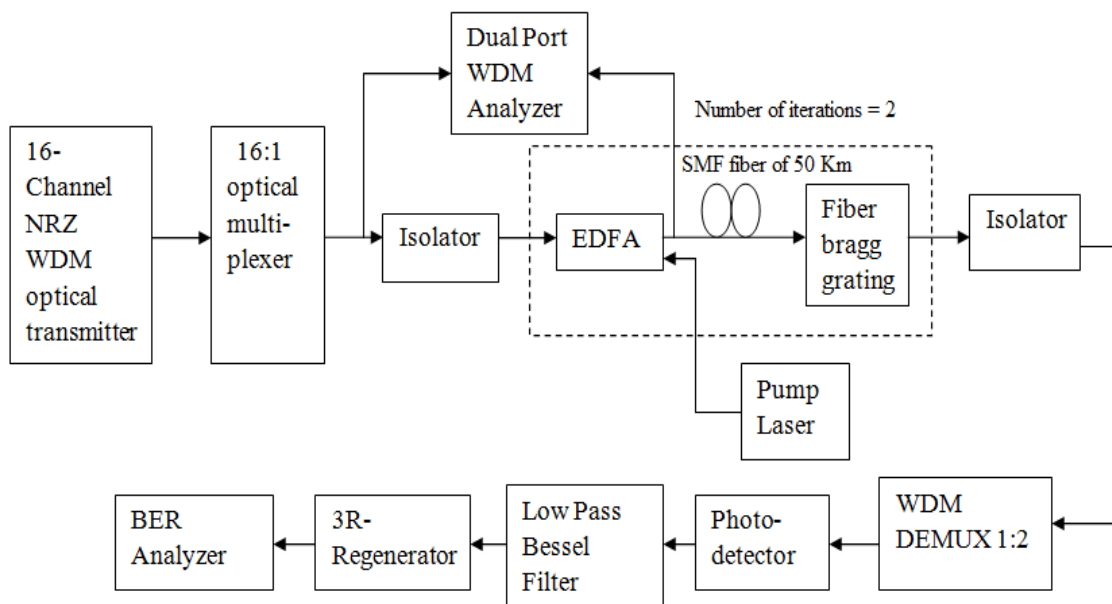 Dual Port
WDM
Analyzer
Number of iterations = 2
16-
Channel
NRZ
WDM
optical
transmitter
16:1
optical
multi-
plexer
Isolator
EDFA
SMF fiber of 50 Km
Fiber
bragg
grating
Isolator
Pump
Laser
WDM
DEMUX 1:2
Photo-
detector
Low Pass
Bessel
Filter
3R-
Regenerator
BER
Analyzer